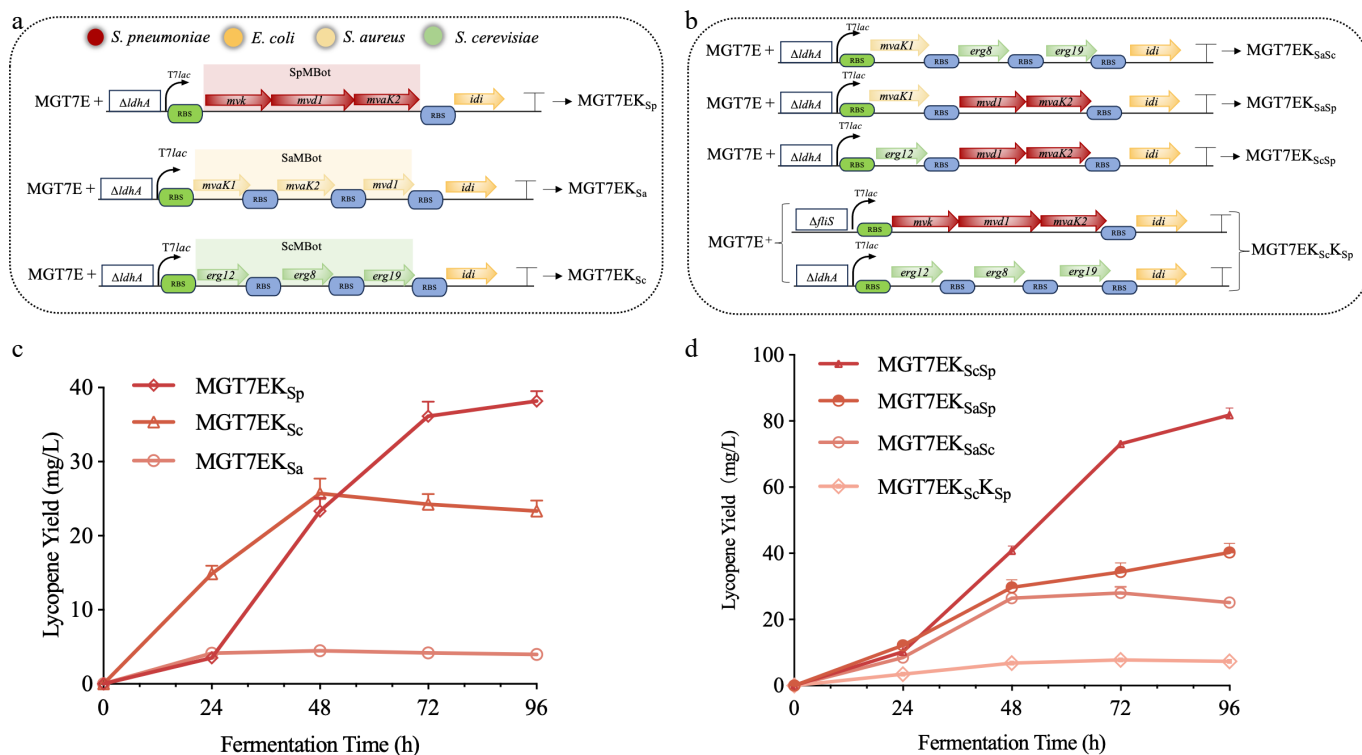 a
S. pneumoniae E. coli S. aureus S. cerevisiae
SpMBot
T7lac
MGT7E + ΔldhA RBS mvk mvd1 mvaK2 RBS idi MGT7EKSp
SaMBot
T7lac
MGT7E + ΔldhA RBS mvaK1 RBS mvaK2 RBS mvd1 RBS idi MGT7EKSa
ScMBot
T7lac
MGT7E + ΔldhA RBS erg12 RBS erg8 RBS erg19 RBS idi MGT7EKSc
b
T7lac
MGT7E + ΔldhA RBS mvaK1 RBS erg8 RBS erg19 RBS idi MGT7EKSaSc
T7lac
MGT7E + ΔldhA RBS mvaK1 RBS mvd1 mvaK2 RBS idi MGT7EKSaSp
T7lac
MGT7E + ΔldhA RBS erg12 RBS mvd1 mvaK2 RBS idi MGT7EKScSp
T7lac
ΔfliS RBS mvk mvd1 mvaK2 RBS idi
MGT7E+ MGT7EKScKSp
T7lac
ΔldhA RBS erg12 RBS erg8 RBS erg19 RBS idi
c
Lycopene Yield (mg/L)
40
30
20
10
0
MGT7EKSp
MGT7EKSc
MGT7EKSa
0 24 48 72 96
Fermentation Time (h)
d
Lycopene Yield（mg/L）
100
80
60
40
20
0
MGT7EKScSp
MGT7EKSaSp
MGT7EKSaSc
MGT7EKScKSp
0 24 48 72 96
Fermentation Time (h)